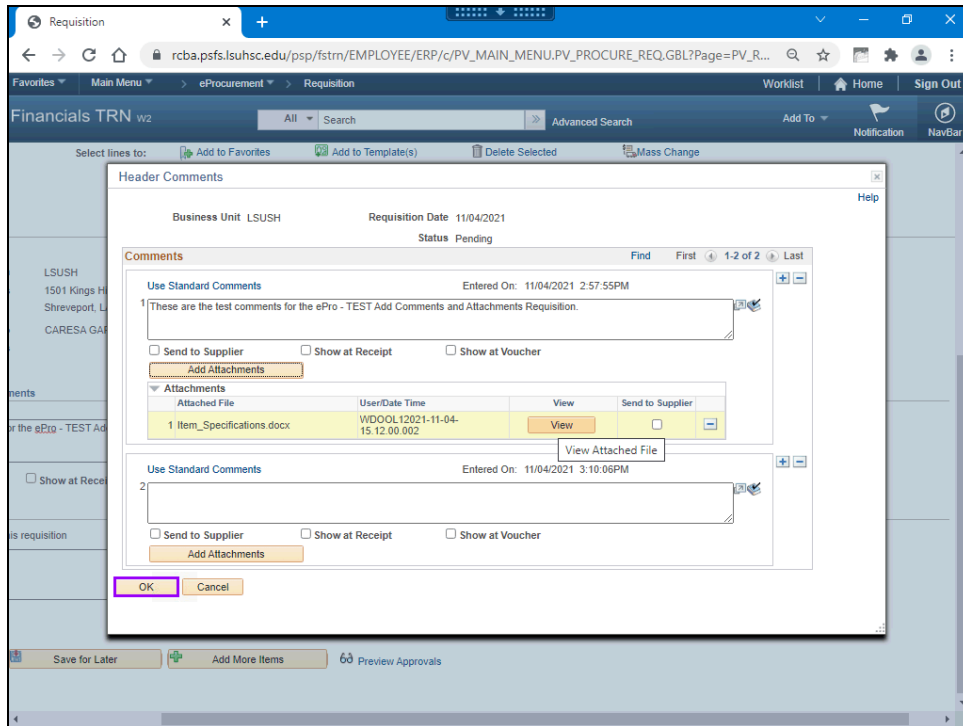 Requisition
rcba.psfs.lsuhsc.edu/psp/fstrn/EMPLOYEE/ERP/c/PV_MAIN_MENU.PV_PROCURE_REQ.GBL?Page=PV_R...
Favorites Main Menu > eProcurement > Requisition Worklist Home Sign Out
Financials TRN W2 All Search » Advanced Search Add To Notification NavBar
Select lines to: Add to Favorites Add to Template(s) Delete Selected Mass Change
Header Comments
Help
Business Unit LSUSH Requisition Date 11/04/2021
Status Pending
Comments Find First 1-2 of 2 Last
LSUSH
1501 Kings Hi
Shreveport, L
CARESA GA
Use Standard Comments Entered On: 11/04/2021 2:57:55PM
1 These are the test comments for the ePro - TEST Add Comments and Attachments Requisition.
Send to Supplier Show at Receipt Show at Voucher
Add Attachments
Attachments
Attached File User/Date Time View Send to Supplier
1 Item_Specifications.docx WDOOL12021-11-04-15.12.00.002 View
View Attached File
ments
or the ePro - TEST Ad
Show at Recei
is requisition
Use Standard Comments Entered On: 11/04/2021 3:10:06PM
2
Send to Supplier Show at Receipt Show at Voucher
Add Attachments
OK Cancel
Save for Later Add More Items Preview Approvals